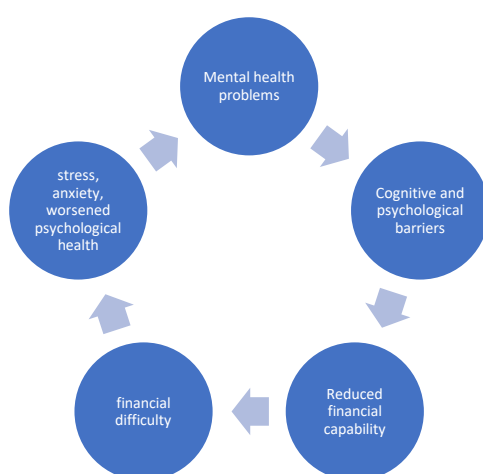 Mental health
problems
Cognitive and
psychological
barriers
Reduced
financial
capability
financial
difficulty
stress,
anxiety,
worsened
psychological
health